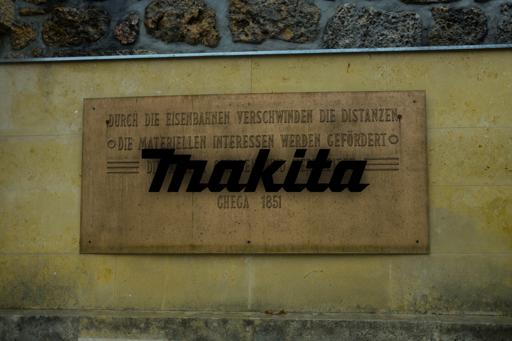 DURCH DIE EISENBAHNEN VERSCHWINDEN DIE DISTANZEN
DIE MATERIELLEN INTERESSEN WERDEN GEFÖRDERT
makita
GHEGA 1851